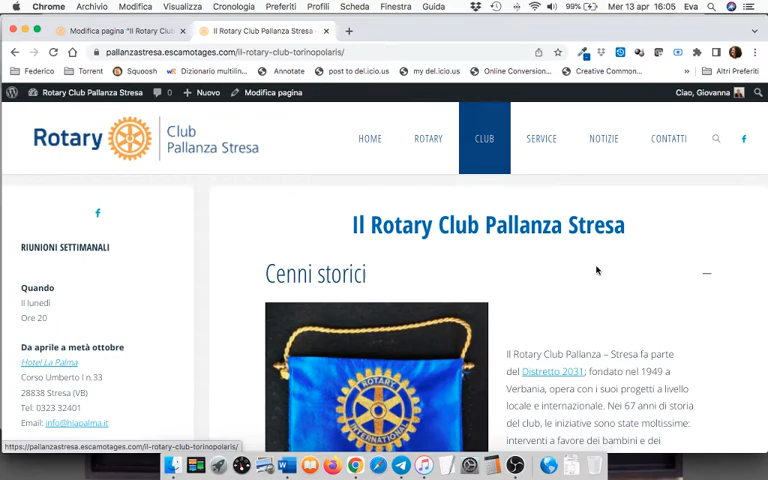 Chrome Archivio Modifica Visualizza Cronologia Preferiti Profili Scheda Finestra Guida 99% Mer 13 apr 16:05 Eva
Modifica pagina "Il Rotary Club × Il Rotary Club Pallanza Stresa – × +
pallanzastresa.escamotages.com/il-rotary-club-torinopolaris/
Federico Torrent Squoosh Dizionario multilin... Annotate post to del.icio.us my del.icio.us Online Conversion... Creative Common... » Altri Preferiti
Rotary Club Pallanza Stresa 0 + Nuovo Modifica pagina Ciao, Giovanna
Rotary Club
Pallanza Stresa
HOME ROTARY CLUB SERVICE NOTIZIE CONTATTI
Il Rotary Club Pallanza Stresa
RIUNIONI SETTIMANALI
Quando
Il lunedì
Ore 20
Da aprile a metà ottobre
Hotel La Palma
Corso Umberto I n.33
28838 Stresa (VB)
Tel: 0323 32401
Email: info@hlapalma.it
Cenni storici
ROTARY
INTERNATIONAL
Il Rotary Club Pallanza – Stresa fa parte
del Distretto 2031; fondato nel 1949 a
Verbania, opera con i suoi progetti a livello
locale e internazionale. Nei 67 anni di storia
del club, le iniziative sono state moltissime:
interventi a favore dei bambini e dei
https://pallanzastresa.escamotages.com/il-rotary-club-torinopolaris/